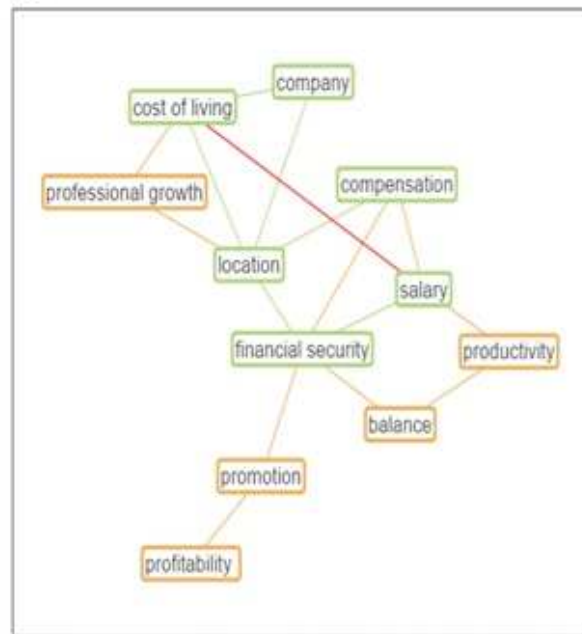 company
cost of living
compensation
professional growth
location
salary
financial security
productivity
balance
promotion
profitability